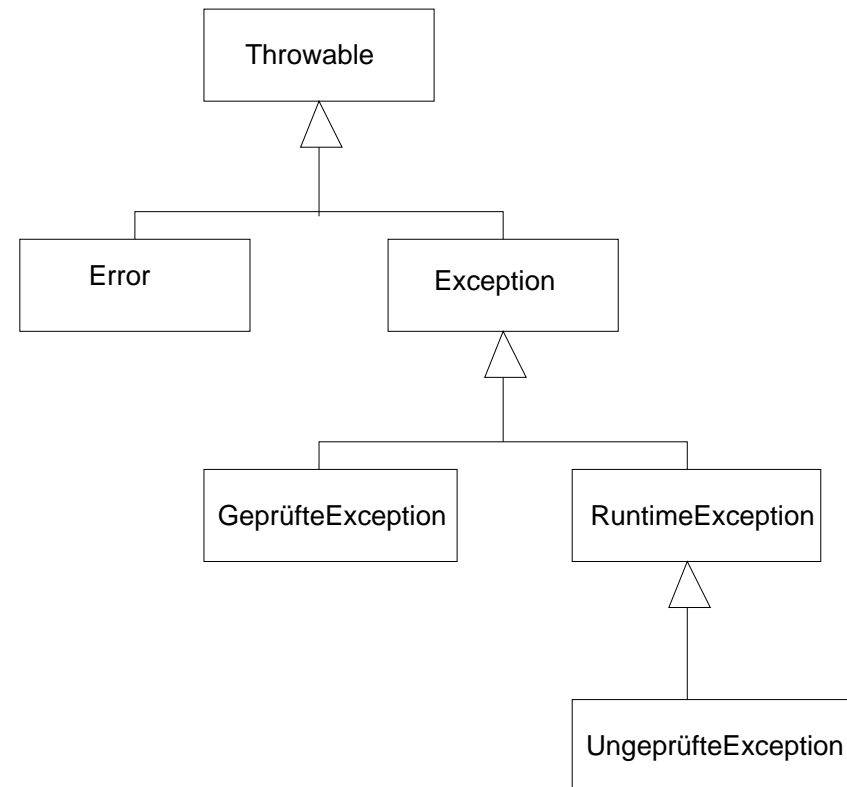 Throwable
Error
Exception
GeprüfteException
RuntimeException
UngeprüfteException